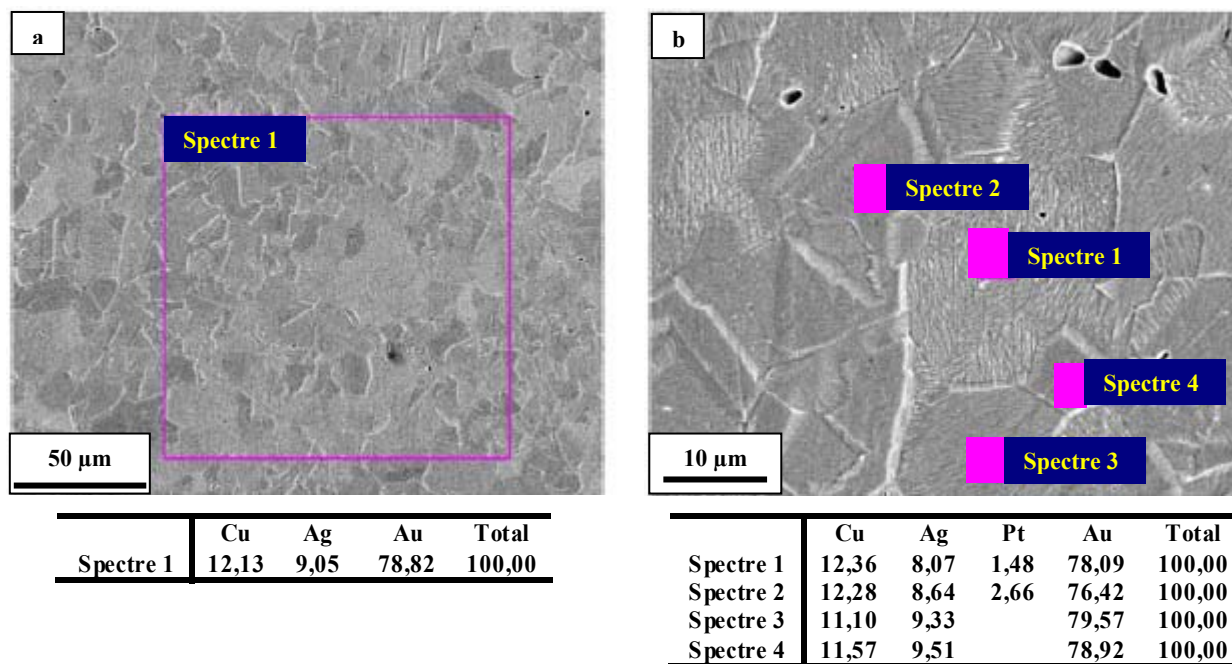 a
Spectre 1
50 µm
Cu Ag Au Total
Spectre 1 12,13 9,05 78,82 100,00
b
Spectre 2
Spectre 1
Spectre 4
Spectre 3
10 µm
Cu Ag Pt Au Total
Spectre 1 12,36 8,07 1,48 78,09 100,00
Spectre 2 12,28 8,64 2,66 76,42 100,00
Spectre 3 11,10 9,33 79,57 100,00
Spectre 4 11,57 9,51 78,92 100,00